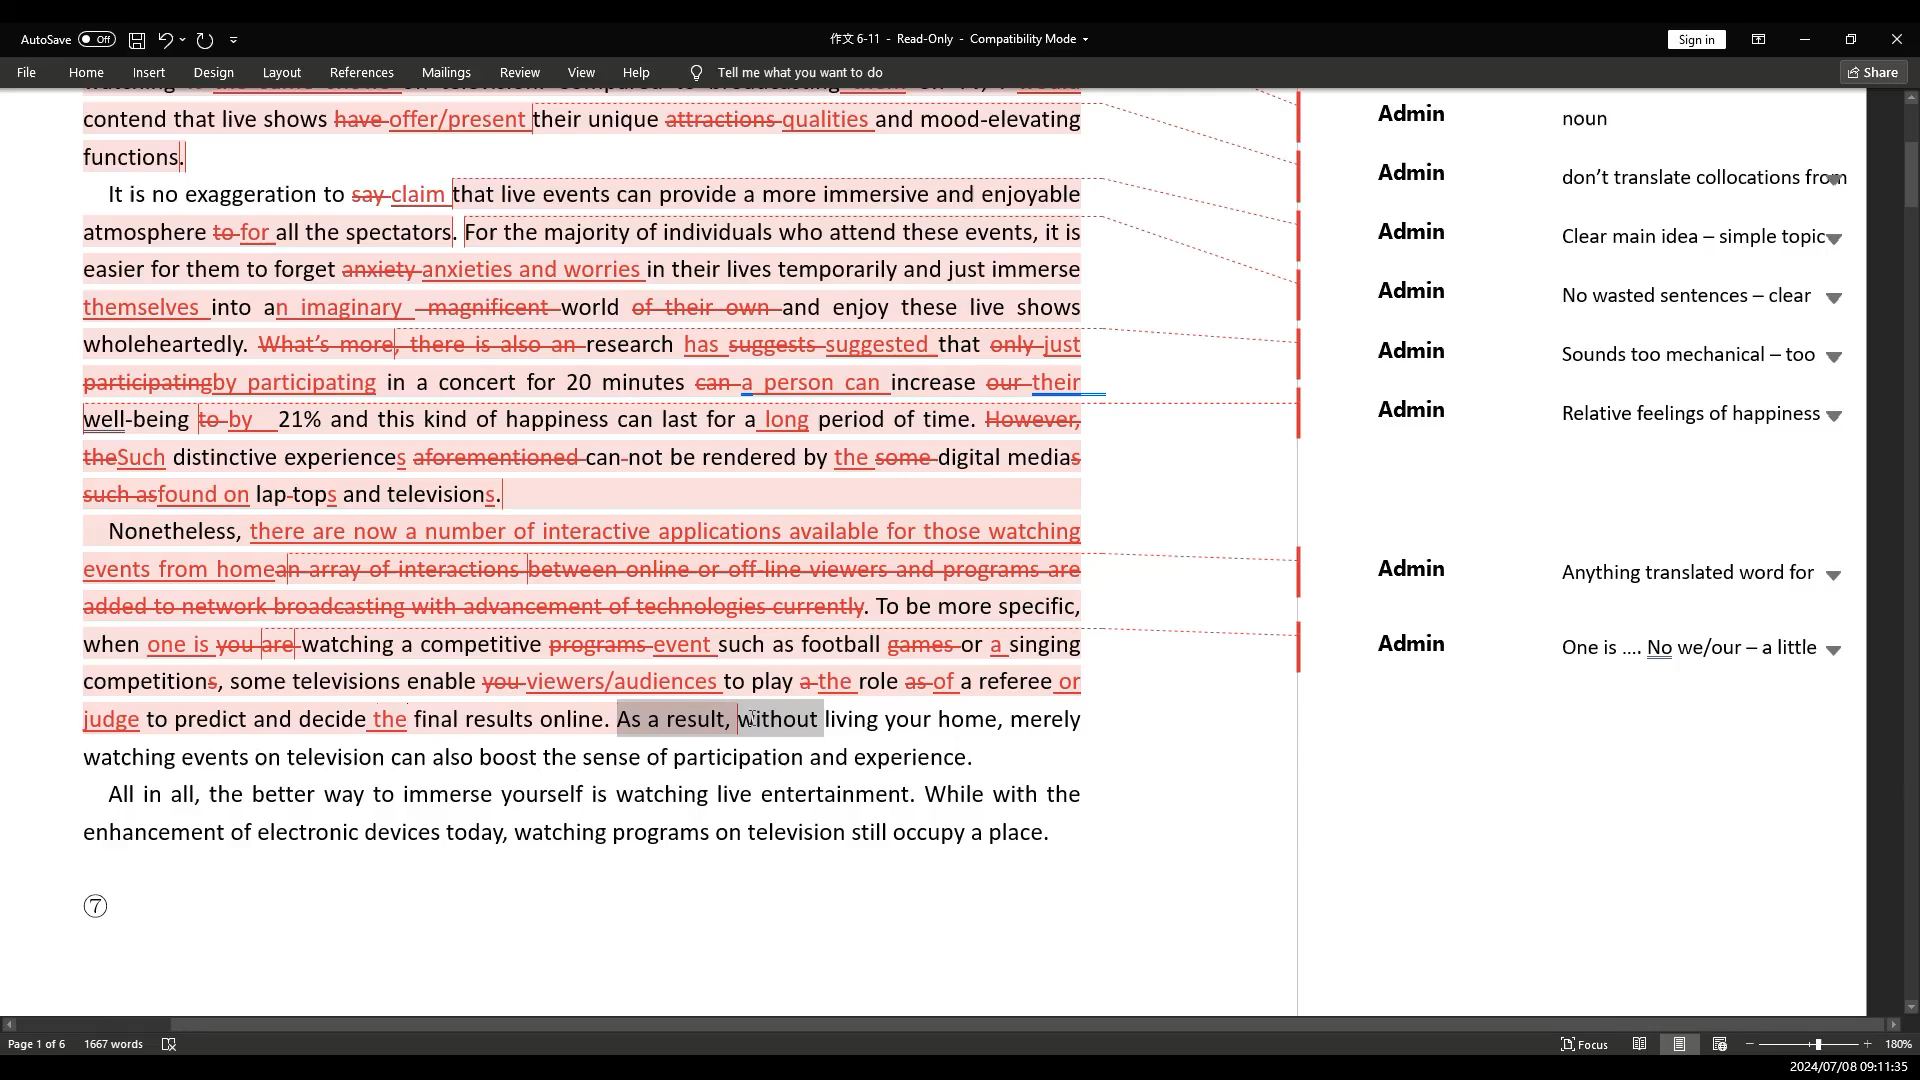 AutoSave Off 作文 6-11 - Read-Only - Compatibility Mode Sign in
File Home Insert Design Layout References Mailings Review View Help Tell me what you want to do Share
contend that live shows have offer/present their unique attractions qualities and mood-elevating
functions.
It is no exaggeration to say claim that live events can provide a more immersive and enjoyable
atmosphere to for all the spectators. For the majority of individuals who attend these events, it is
easier for them to forget anxiety anxieties and worries in their lives temporarily and just immerse
themselves into an imaginary magnificent world of their own and enjoy these live shows
wholeheartedly. What's more, there is also an research has suggests suggested that only just
participatingby participating in a concert for 20 minutes can a person can increase our their
well-being to by 21% and this kind of happiness can last for a long period of time. However,
theSuch distinctive experiences aforementioned can-not be rendered by the some digital medias
such asfound on lap-tops and televisions.
Nonetheless, there are now a number of interactive applications available for those watching
events from homean array of interactions between online or off-line viewers and programs are
added to network broadcasting with advancement of technologies currently. To be more specific,
when one is you are watching a competitive programs event such as football games or a singing
competitions, some televisions enable you viewers/audiences to play a the role as of a referee or
judge to predict and decide the final results online. As a result, without living your home, merely
watching events on television can also boost the sense of participation and experience.
All in all, the better way to immerse yourself is watching live entertainment. While with the
enhancement of electronic devices today, watching programs on television still occupy a place.
⑦
Admin noun
Admin don't translate collocations from
Admin Clear main idea – simple topic
Admin No wasted sentences – clear
Admin Sounds too mechanical – too
Admin Relative feelings of happiness
Admin Anything translated word for
Admin One is .... No we/our – a little
Page 1 of 6 1667 words Focus 180%
2024/07/08 09:11:35